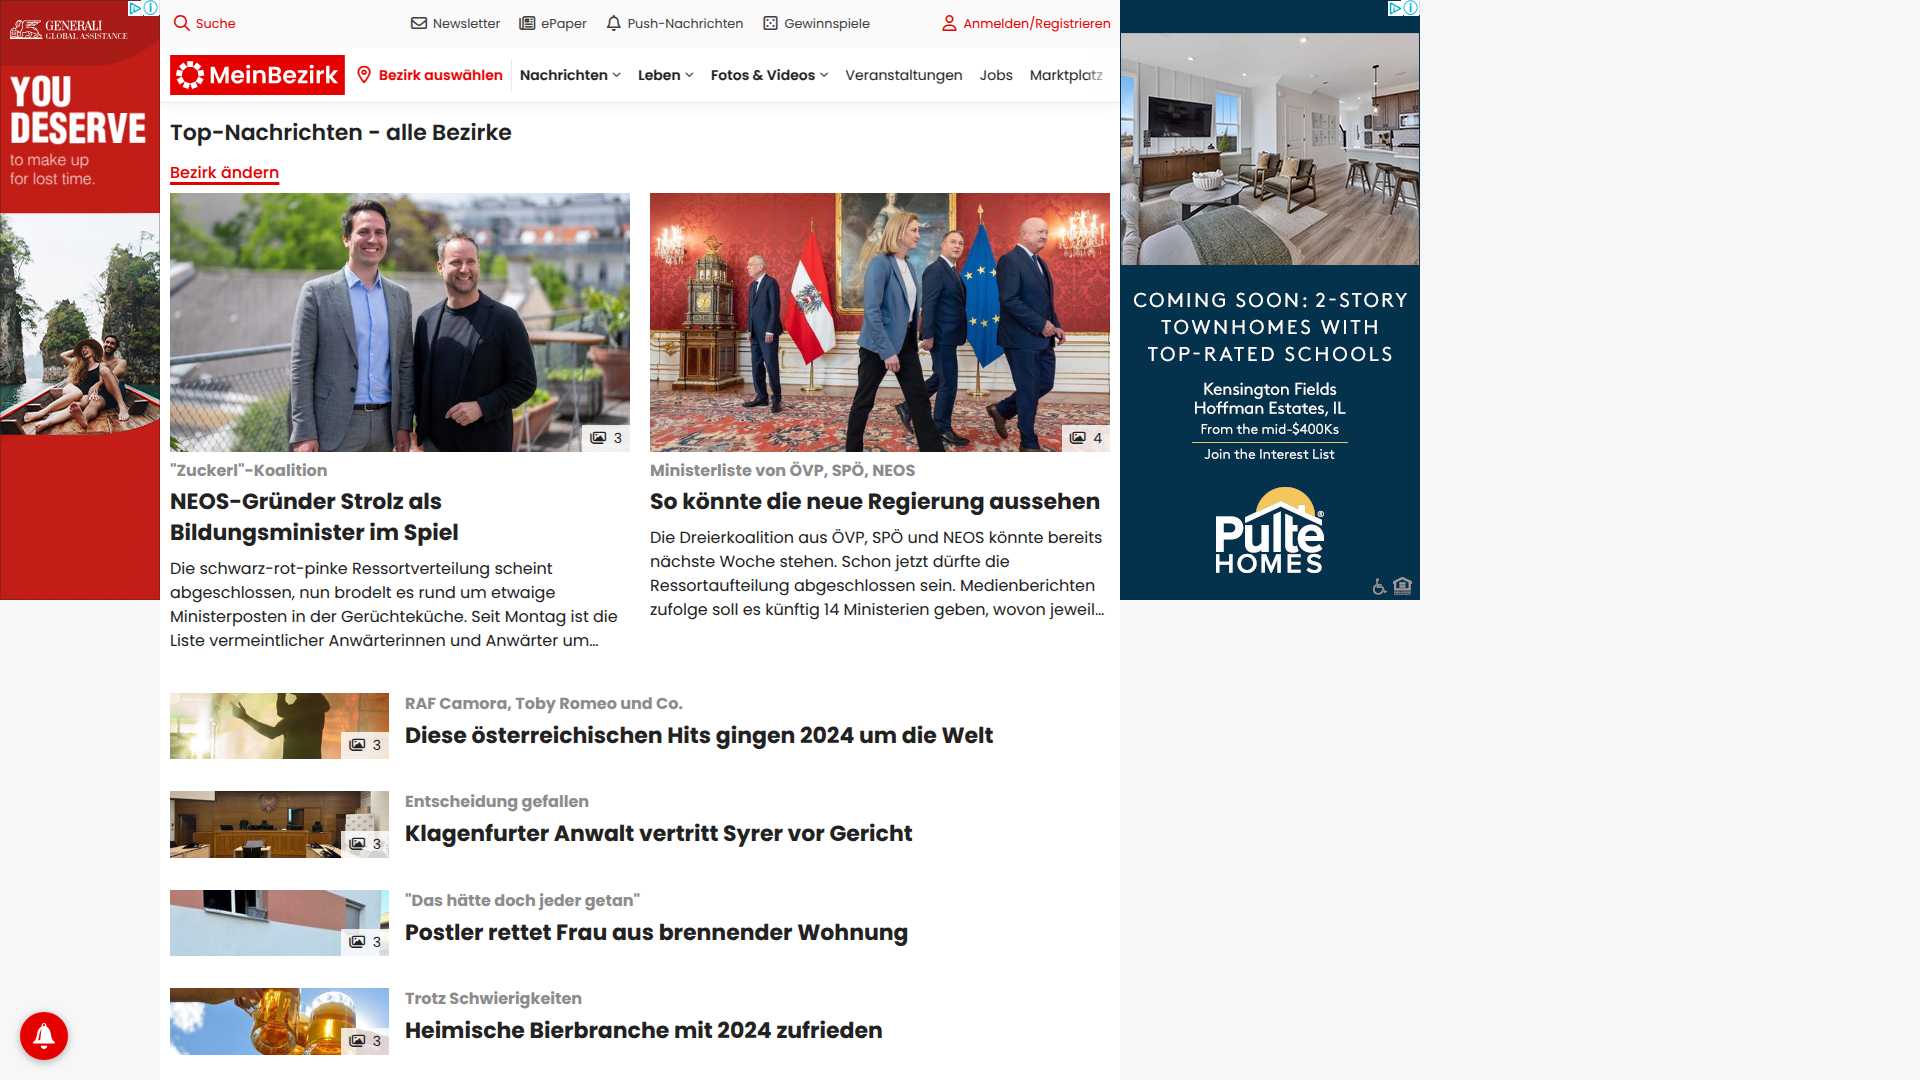 GENERALI
GLOBAL ASSISTANCE
YOU
DESERVE
to make up
for lost time.
Suche
Newsletter
ePaper
Push-Nachrichten
Gewinnspiele
Anmelden/Registrieren
MeinBezirk
Bezirk auswählen
Nachrichten
Leben
Fotos & Videos
Veranstaltungen
Jobs
Marktplatz
Top-Nachrichten - alle Bezirke
Bezirk ändern
3
"Zuckerl"-Koalition
NEOS-Gründer Strolz als
Bildungsminister im Spiel
Die schwarz-rot-pinke Ressortverteilung scheint
abgeschlossen, nun brodelt es rund um etwaige
Ministerposten in der Gerüchteküche. Seit Montag ist die
Liste vermeintlicher Anwärterinnen und Anwärter um...
4
Ministerliste von ÖVP, SPÖ, NEOS
So könnte die neue Regierung aussehen
Die Dreierkoalition aus ÖVP, SPÖ und NEOS könnte bereits
nächste Woche stehen. Schon jetzt dürfte die
Ressortaufteilung abgeschlossen sein. Medienberichten
zufolge soll es künftig 14 Ministerien geben, wovon jeweil...
3
RAF Camora, Toby Romeo und Co.
Diese österreichischen Hits gingen 2024 um die Welt
3
Entscheidung gefallen
Klagenfurter Anwalt vertritt Syrer vor Gericht
3
"Das hätte doch jeder getan"
Postler rettet Frau aus brennender Wohnung
3
Trotz Schwierigkeiten
Heimische Bierbranche mit 2024 zufrieden
COMING SOON: 2-STORY
TOWNHOMES WITH
TOP-RATED SCHOOLS
Kensington Fields
Hoffman Estates, IL
From the mid-$400Ks
Join the Interest List
Pulte®
HOMES